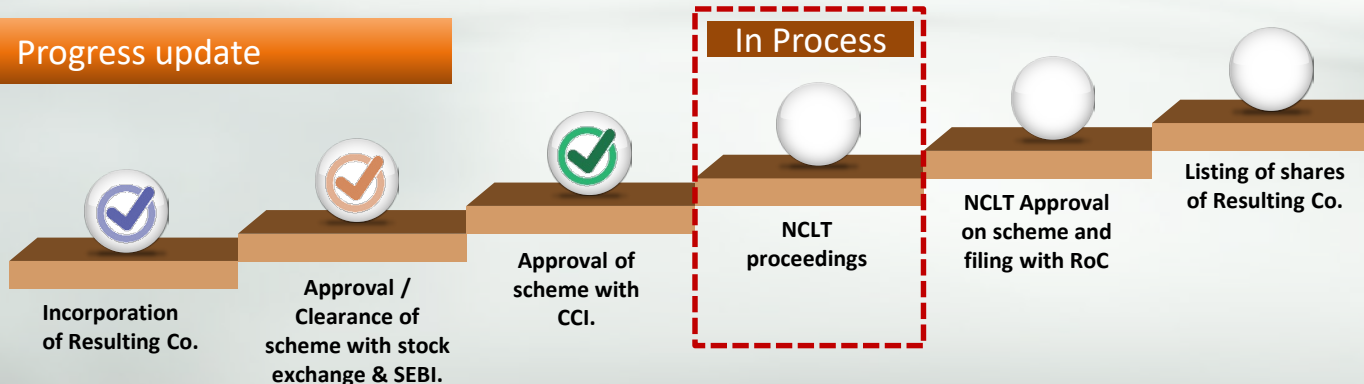 Progress update
In Process
Incorporation
of Resulting Co.
Approval /
Clearance of
scheme with stock
exchange & SEBI.
Approval of
scheme with
CCI.
NCLT
proceedings
NCLT Approval
on scheme and
filing with RoC
Listing of shares
of Resulting Co.